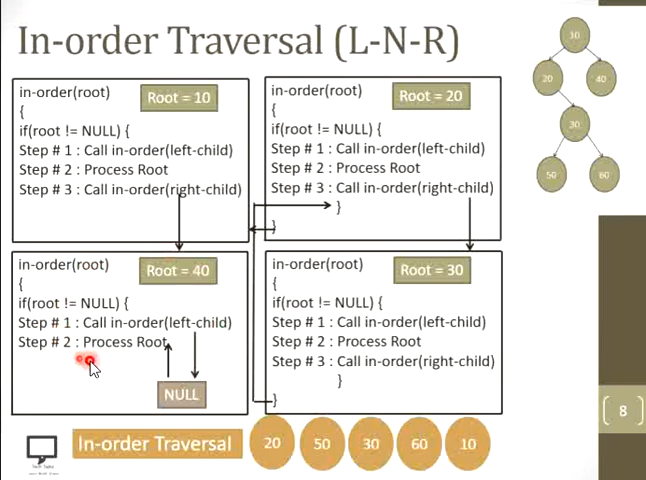 In-order Traversal (L-N-R)
in-order(root)
Root = 10
{
if(root != NULL) {
Step # 1 : Call in-order(left-child)
Step # 2 : Process Root
Step # 3 : Call in-order(right-child)
in-order(root)
Root = 20
{
if(root != NULL) {
Step # 1 : Call in-order(left-child)
Step # 2 : Process Root
Step # 3 : Call in-order(right-child)
}
}
in-order(root)
Root = 40
{
if(root != NULL) {
Step # 1 : Call in-order(left-child)
Step # 2 : Process Root
NULL
in-order(root)
Root = 30
{
if(root != NULL) {
Step # 1 : Call in-order(left-child)
Step # 2 : Process Root
Step # 3 : Call in-order(right-child)
}
}
20
40
30
50
60
8
In-order Traversal
20
50
30
60
10